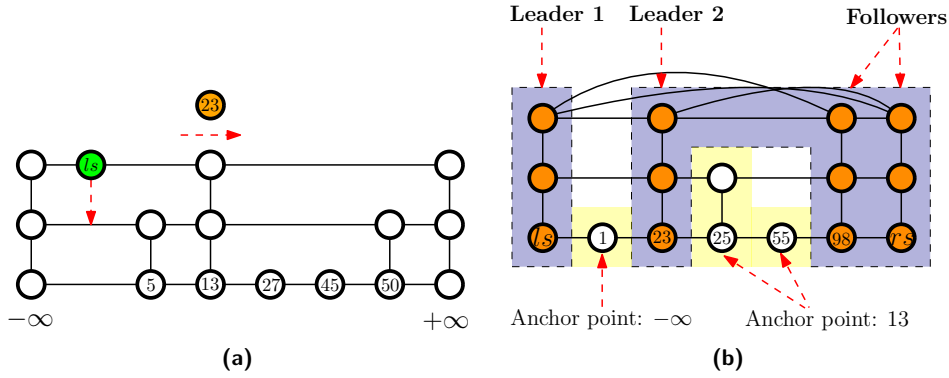 Leader 1 Leader 2 Followers
23
ls
5 13 27 45 50
−∞ +∞
ls 1 23 25 55 98 rs
Anchor point: −∞ Anchor point: 13
(a) (b)